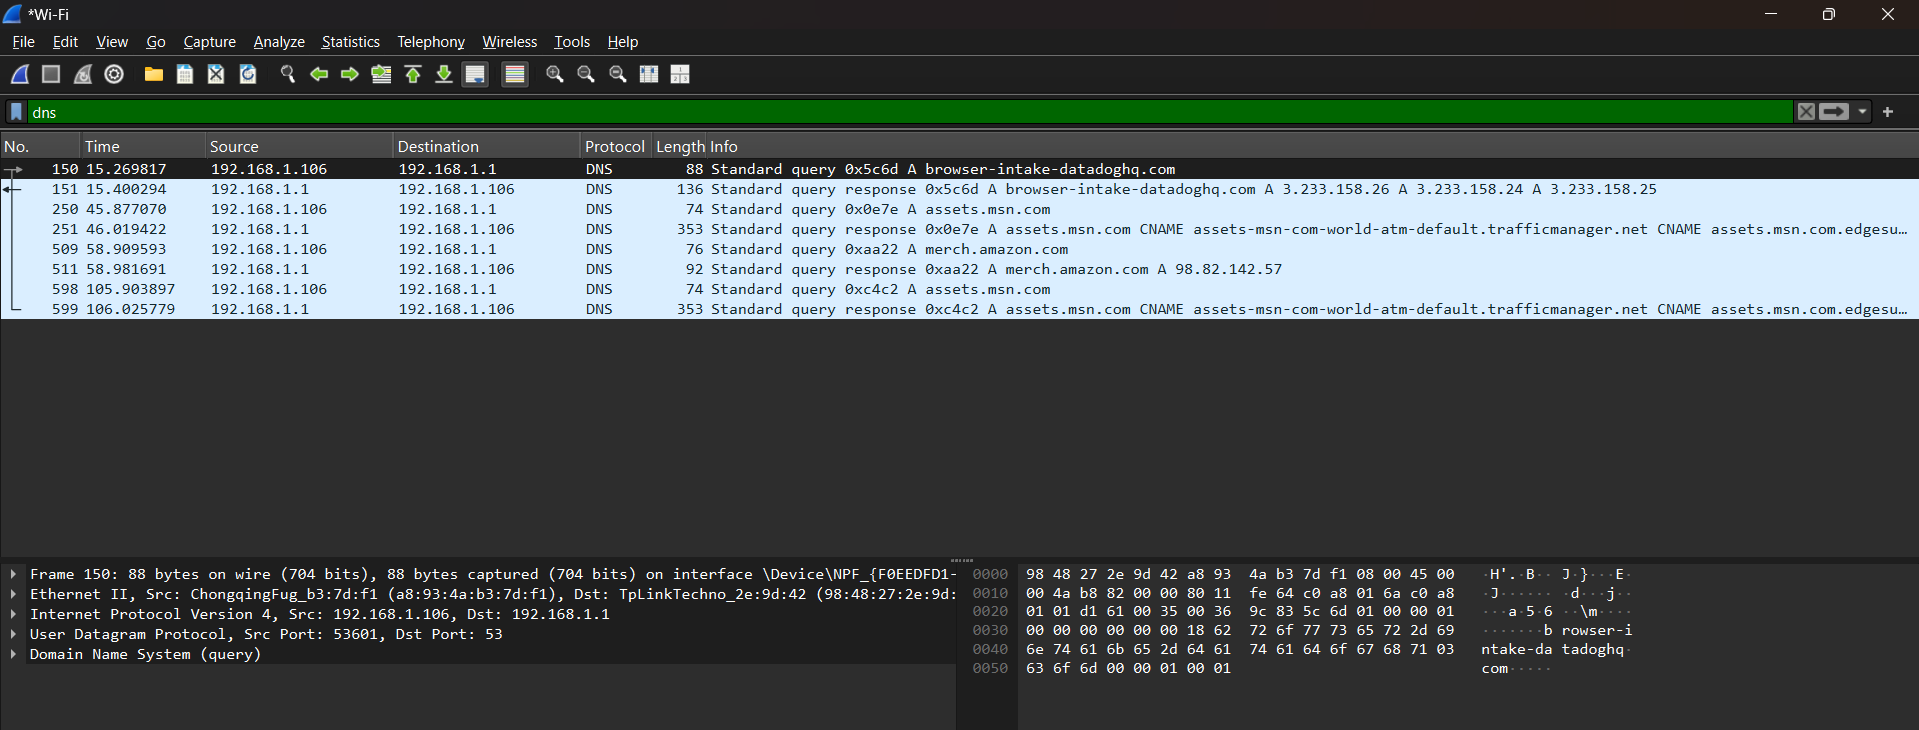 *Wi-Fi
File Edit View Go Capture Analyze Statistics Telephony Wireless Tools Help
dns
No. Time Source Destination Protocol Length Info
150 15.269817 192.168.1.106 192.168.1.1 DNS 88 Standard query 0x5c6d A browser-intake-datadoghq.com
151 15.400294 192.168.1.1 192.168.1.106 DNS 136 Standard query response 0x5c6d A browser-intake-datadoghq.com A 3.233.158.26 A 3.233.158.24 A 3.233.158.25
250 45.877070 192.168.1.106 192.168.1.1 DNS 74 Standard query 0x0e7e A assets.msn.com
251 46.019422 192.168.1.1 192.168.1.106 DNS 353 Standard query response 0x0e7e A assets.msn.com CNAME assets-msn-com-world-atm-default.trafficmanager.net CNAME assets.msn.com.edgesu…
509 58.909593 192.168.1.106 192.168.1.1 DNS 76 Standard query 0xaa22 A merch.amazon.com
511 58.981691 192.168.1.1 192.168.1.106 DNS 92 Standard query response 0xaa22 A merch.amazon.com A 98.82.142.57
598 105.903897 192.168.1.106 192.168.1.1 DNS 74 Standard query 0xc4c2 A assets.msn.com
599 106.025779 192.168.1.1 192.168.1.106 DNS 353 Standard query response 0xc4c2 A assets.msn.com CNAME assets-msn-com-world-atm-default.trafficmanager.net CNAME assets.msn.com.edgesu…
Frame 150: 88 bytes on wire (704 bits), 88 bytes captured (704 bits) on interface \Device\NPF_{F0EEDFD1-
Ethernet II, Src: ChongqingFug_b3:7d:f1 (a8:93:4a:b3:7d:f1), Dst: TpLinkTechno_2e:9d:42 (98:48:27:2e:9d:
Internet Protocol Version 4, Src: 192.168.1.106, Dst: 192.168.1.1
User Datagram Protocol, Src Port: 53601, Dst Port: 53
Domain Name System (query)
0000 98 48 27 2e 9d 42 a8 93 4a b3 7d f1 08 00 45 00 ·H'.·B·· J·}···E·
0010 00 4a b8 82 00 00 80 11 fe 64 c0 a8 01 6a c0 a8 ·J······ ·d···j··
0020 01 01 d1 61 00 35 00 36 9c 83 5c 6d 01 00 00 01 ···a·5·6 ··\m····
0030 00 00 00 00 00 00 18 62 72 6f 77 73 65 72 2d 69 ·······b rowser-i
0040 6e 74 61 6b 65 2d 64 61 74 61 64 6f 67 68 71 03 ntake-da tadoghq·
0050 63 6f 6d 00 00 01 00 01 com·····